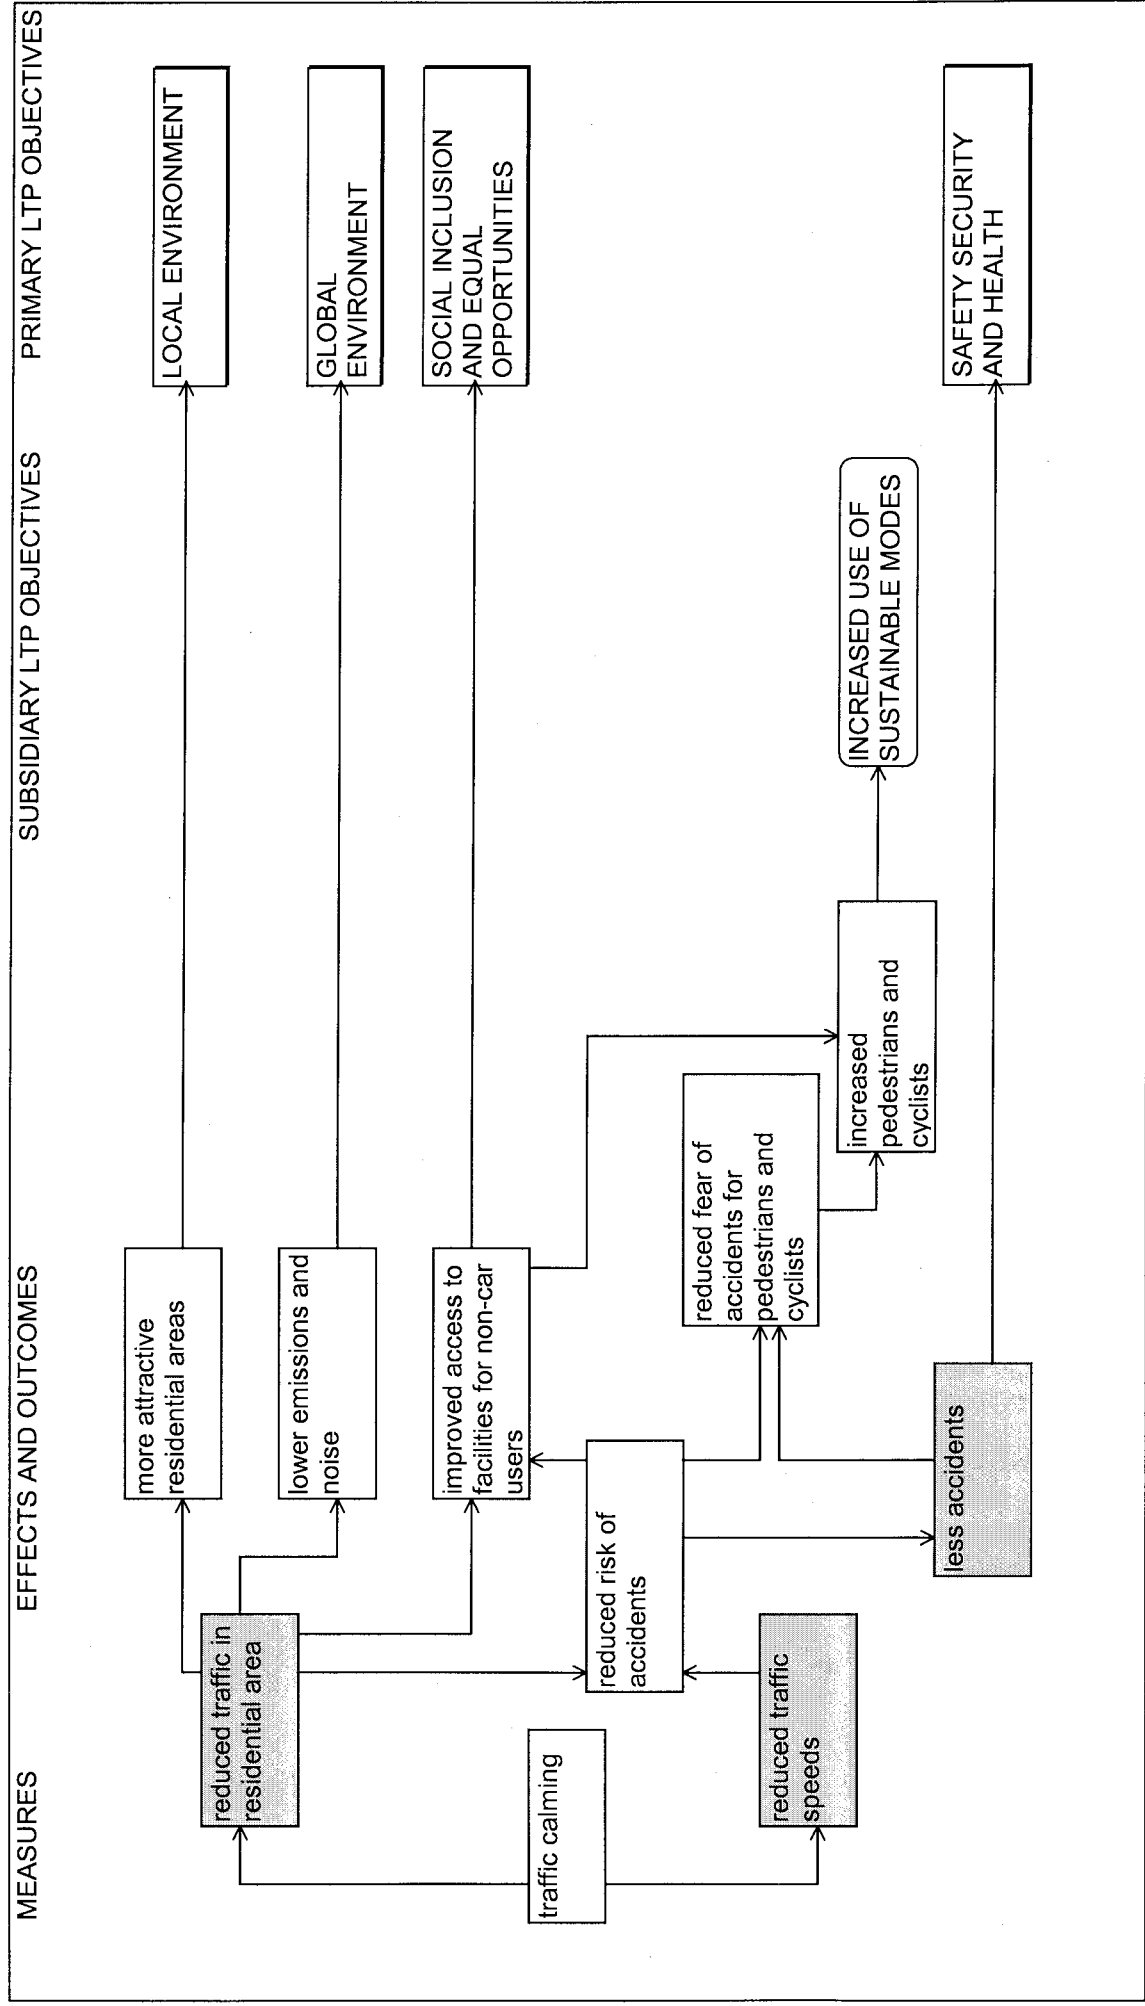 MEASURES
EFFECTS AND OUTCOMES
SUBSIDIARY LTP OBJECTIVES
PRIMARY LTP OBJECTIVES
traffic calming
reduced traffic in
residential area
reduced traffic
speeds
more attractive
residential areas
lower emissions and
noise
improved access to
facilities for non-car
users
reduced risk of
accidents
less accidents
reduced fear of
accidents for
pedestrians and
cyclists
increased
pedestrians and
cyclists
INCREASED USE OF
SUSTAINABLE MODES
LOCAL ENVIRONMENT
GLOBAL
ENVIRONMENT
SOCIAL INCLUSION
AND EQUAL
OPPORTUNITIES
SAFETY SECURITY
AND HEALTH